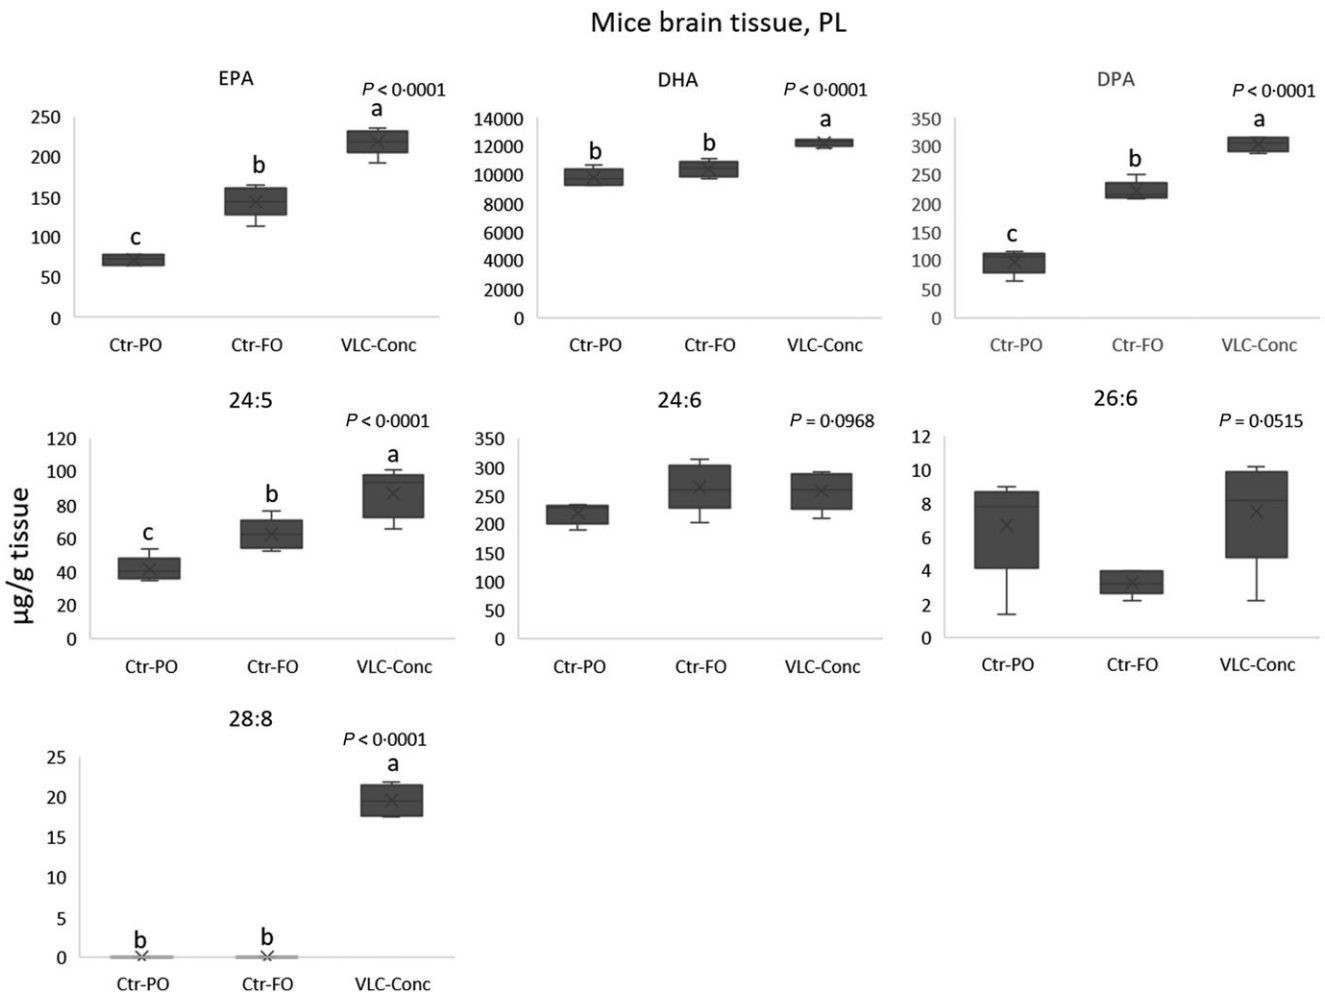 Mice brain tissue, PL
EPA
P < 0·0001
250
200
150
100
50
0
c
b
a
Ctr-PO
Ctr-FO
VLC-Conc
DHA
P < 0·0001
14000
12000
10000
8000
6000
4000
2000
0
b
b
a
Ctr-PO
Ctr-FO
VLC-Conc
DPA
P < 0·0001
350
300
250
200
150
100
50
0
c
b
a
Ctr-PO
Ctr-FO
VLC-Conc
µg/g tissue
24:5
P < 0·0001
120
100
80
60
40
20
0
c
b
a
Ctr-PO
Ctr-FO
VLC-Conc
24:6
P = 0·0968
350
300
250
200
150
100
50
0
Ctr-PO
Ctr-FO
VLC-Conc
26:6
P = 0·0515
12
10
8
6
4
2
0
Ctr-PO
Ctr-FO
VLC-Conc
28:8
P < 0·0001
25
20
15
10
5
0
b
b
a
Ctr-PO
Ctr-FO
VLC-Conc